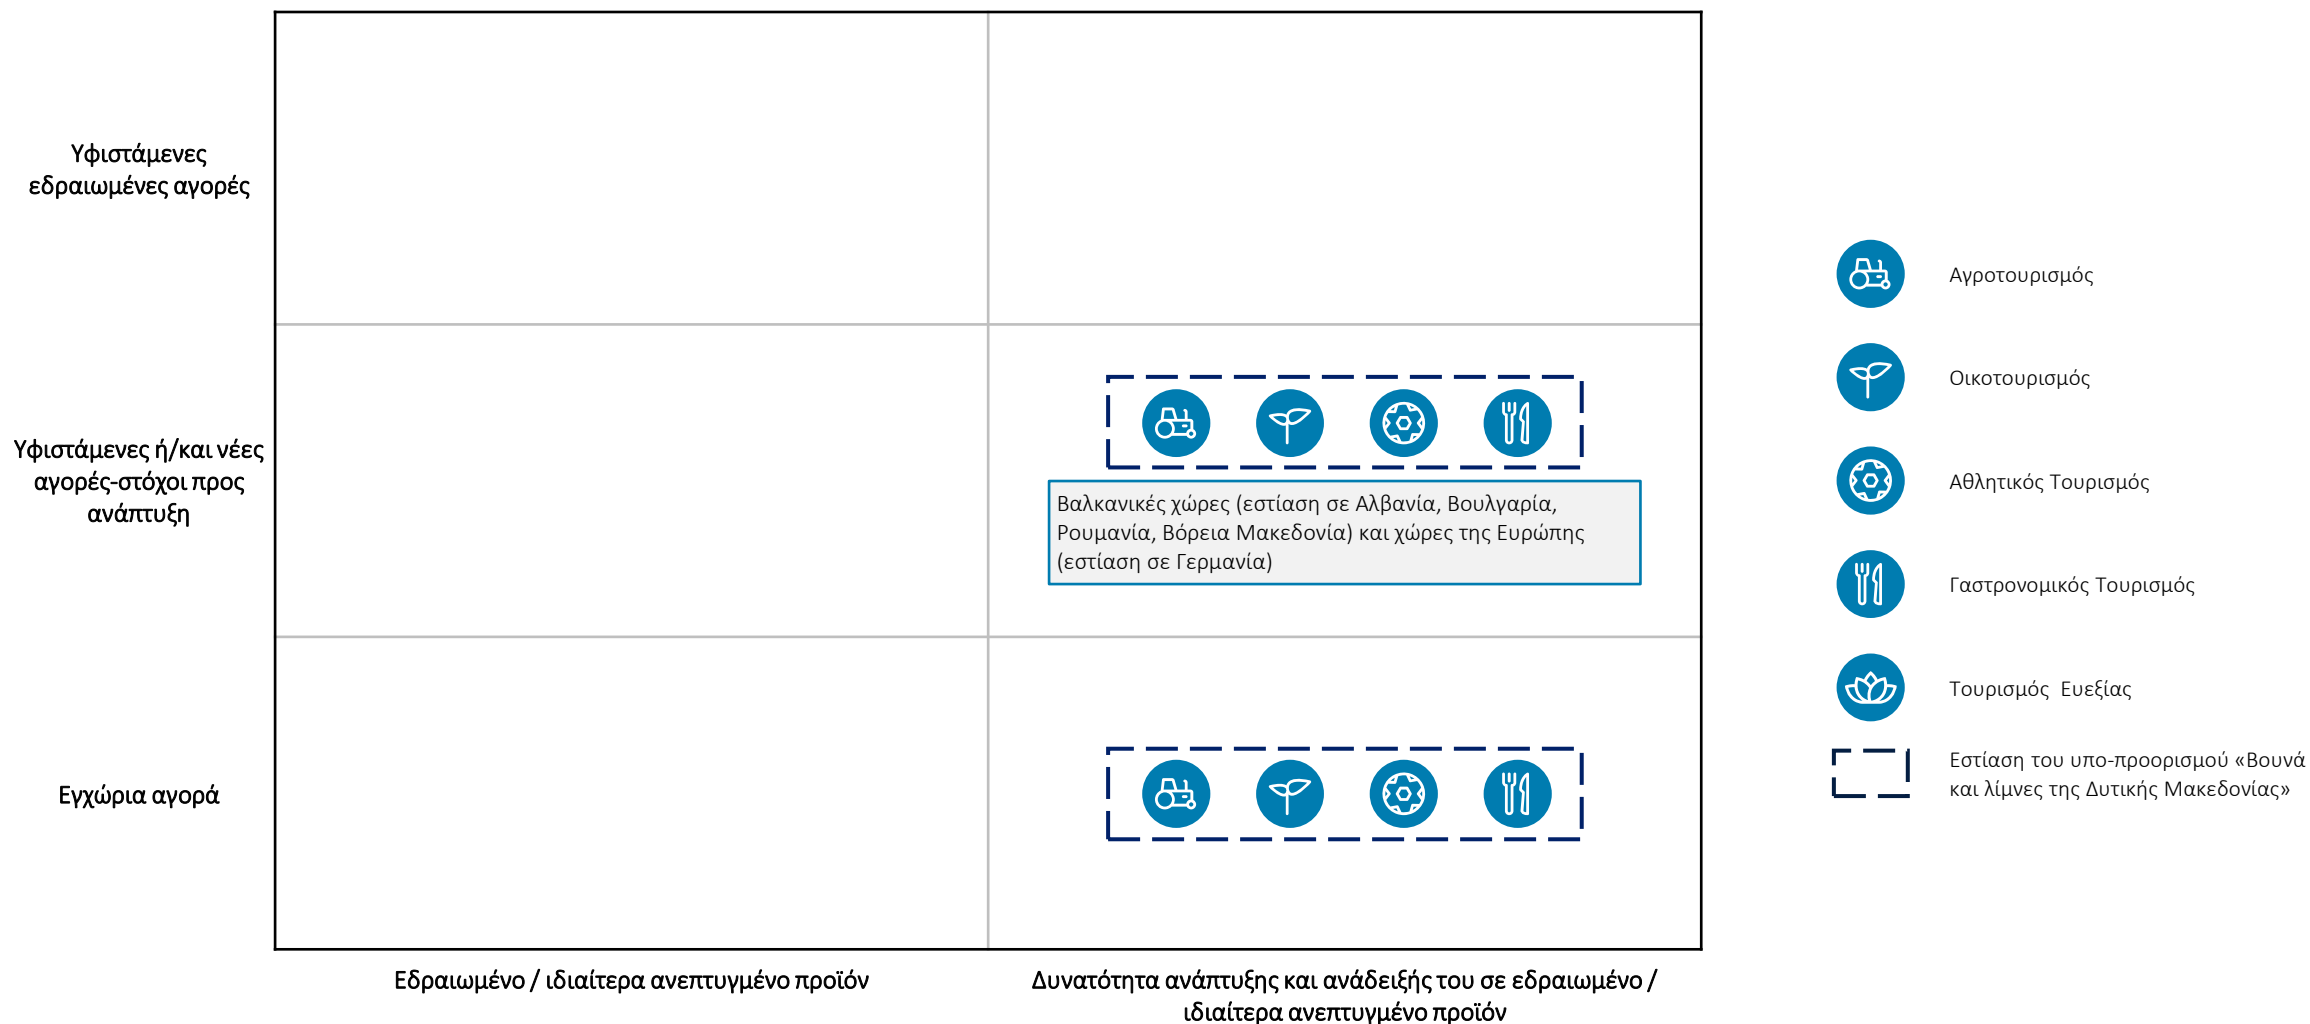 Υφιστάμενες
εδραιωμένες αγορές
Υφιστάμενες ή/και νέες
αγορές-στόχοι προς
ανάπτυξη
Βαλκανικές χώρες (εστίαση σε Αλβανία, Βουλγαρία,
Ρουμανία, Βόρεια Μακεδονία) και χώρες της Ευρώπης
(εστίαση σε Γερμανία)
Εγχώρια αγορά
Εδραιωμένο / ιδιαίτερα ανεπτυγμένο προϊόν
Δυνατότητα ανάπτυξης και ανάδειξής του σε εδραιωμένο /
ιδιαίτερα ανεπτυγμένο προϊόν
Αγροτουρισμός
Οικοτουρισμός
Αθλητικός Τουρισμός
Γαστρονομικός Τουρισμός
Τουρισμός  Ευεξίας
Εστίαση του υπο-προορισμού «Βουνά
και λίμνες της Δυτικής Μακεδονίας»